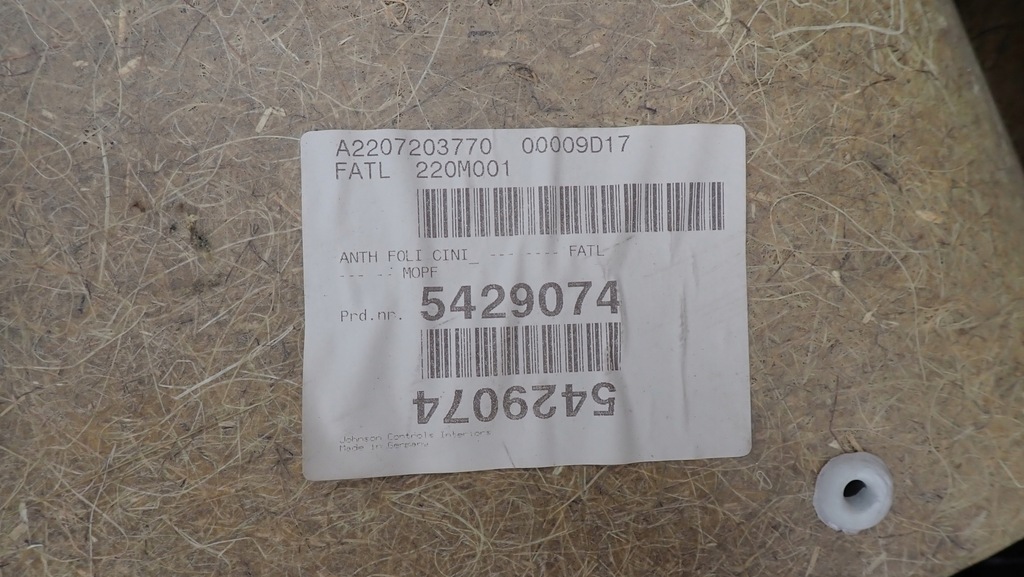 A2207203770 00009D17
FATL 220M001
ANTH FOLI CINI_ --- ---- FATL
--- -- MOPF
Prd.nr. 5429074
5429074
Johnson Controls Interiors
Made in Germany